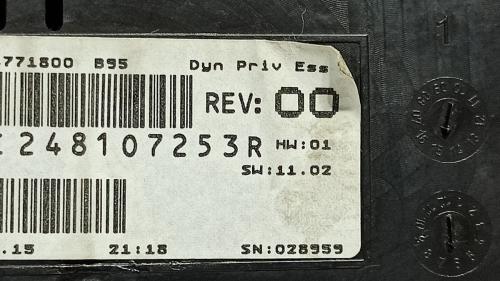 771800 B95 Dyn Priv Ess
REV: 00
248107253R HW:01
SW:11.02
.15 21:18 SN:028959
1